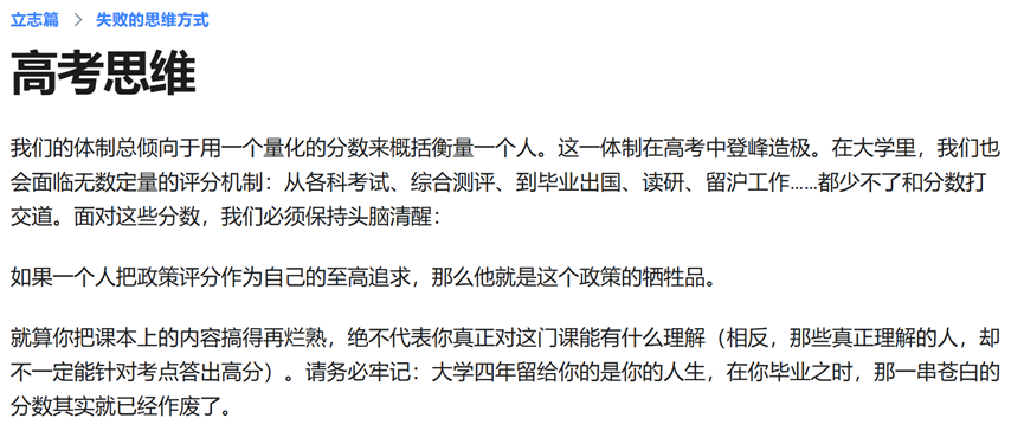 立志篇 > 失败的思维方式
高考思维
我们的体制总倾向于用一个量化的分数来概括衡量一个人。这一体制在高考中登峰造极。在大学里，我们也
会面临无数定量的评分机制：从各科考试、综合测评、到毕业出国、读研、留沪工作......都少不了和分数打
交道。面对这些分数，我们必须保持头脑清醒：
如果一个人把政策评分作为自己的至高追求，那么他就是这个政策的牺牲品。
就算你把课本上的内容搞得再烂熟，绝不代表你真正对这门课能有什么理解（相反，那些真正理解的人，却
不一定能针对考点答出高分）。请务必牢记：大学四年留给你的是你的人生，在你毕业之时，那一串苍白的
分数其实就已经作废了。